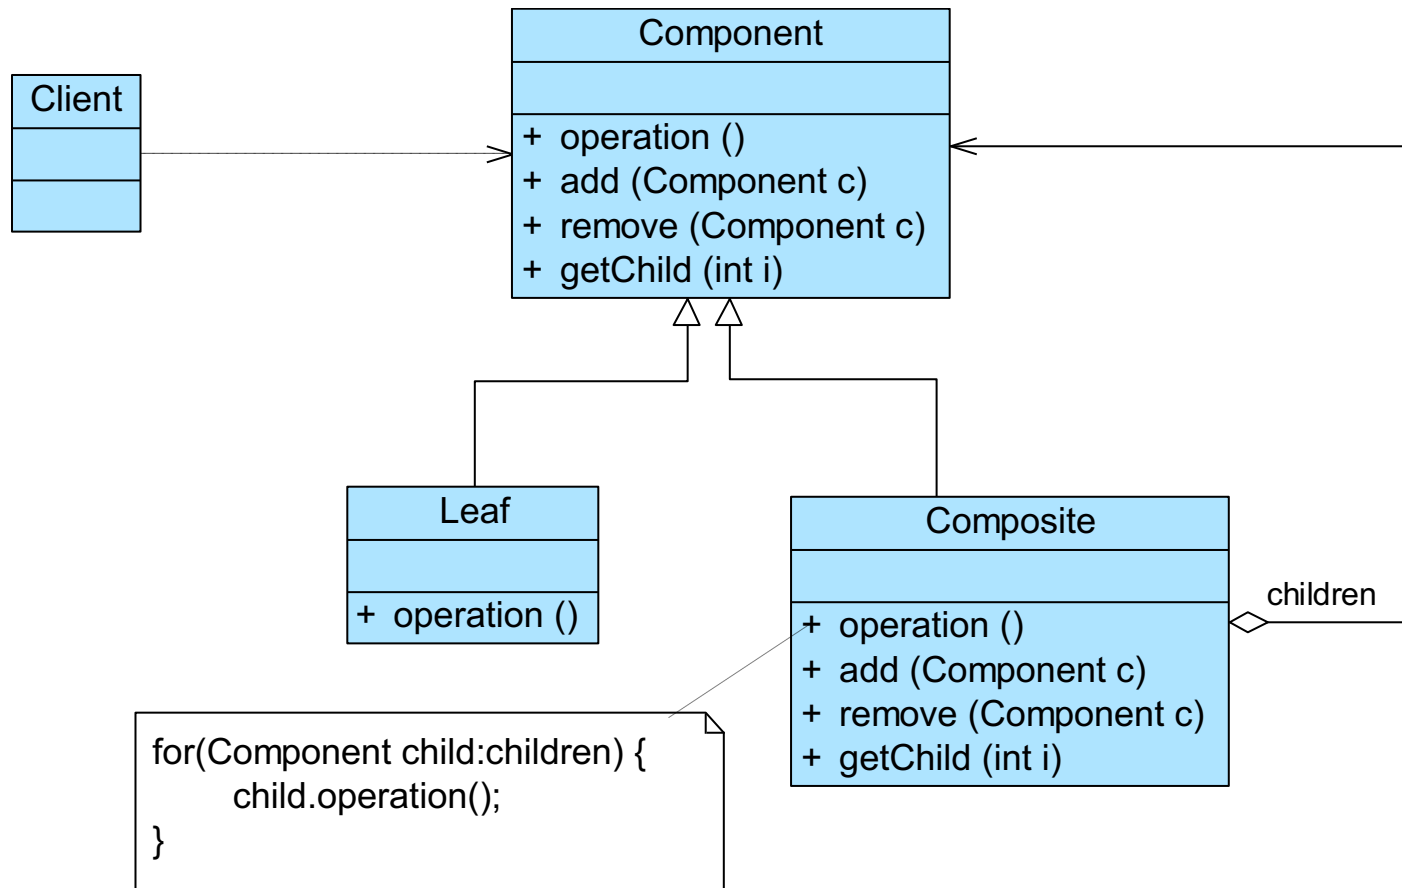 Component
Client
+ operation ()
+ add (Component c)
+ remove (Component c)
+ getChild (int i)
Leaf
+ operation ()
Composite
+ operation ()
+ add (Component c)
+ remove (Component c)
+ getChild (int i)
children
for(Component child:children) {
child.operation();
}